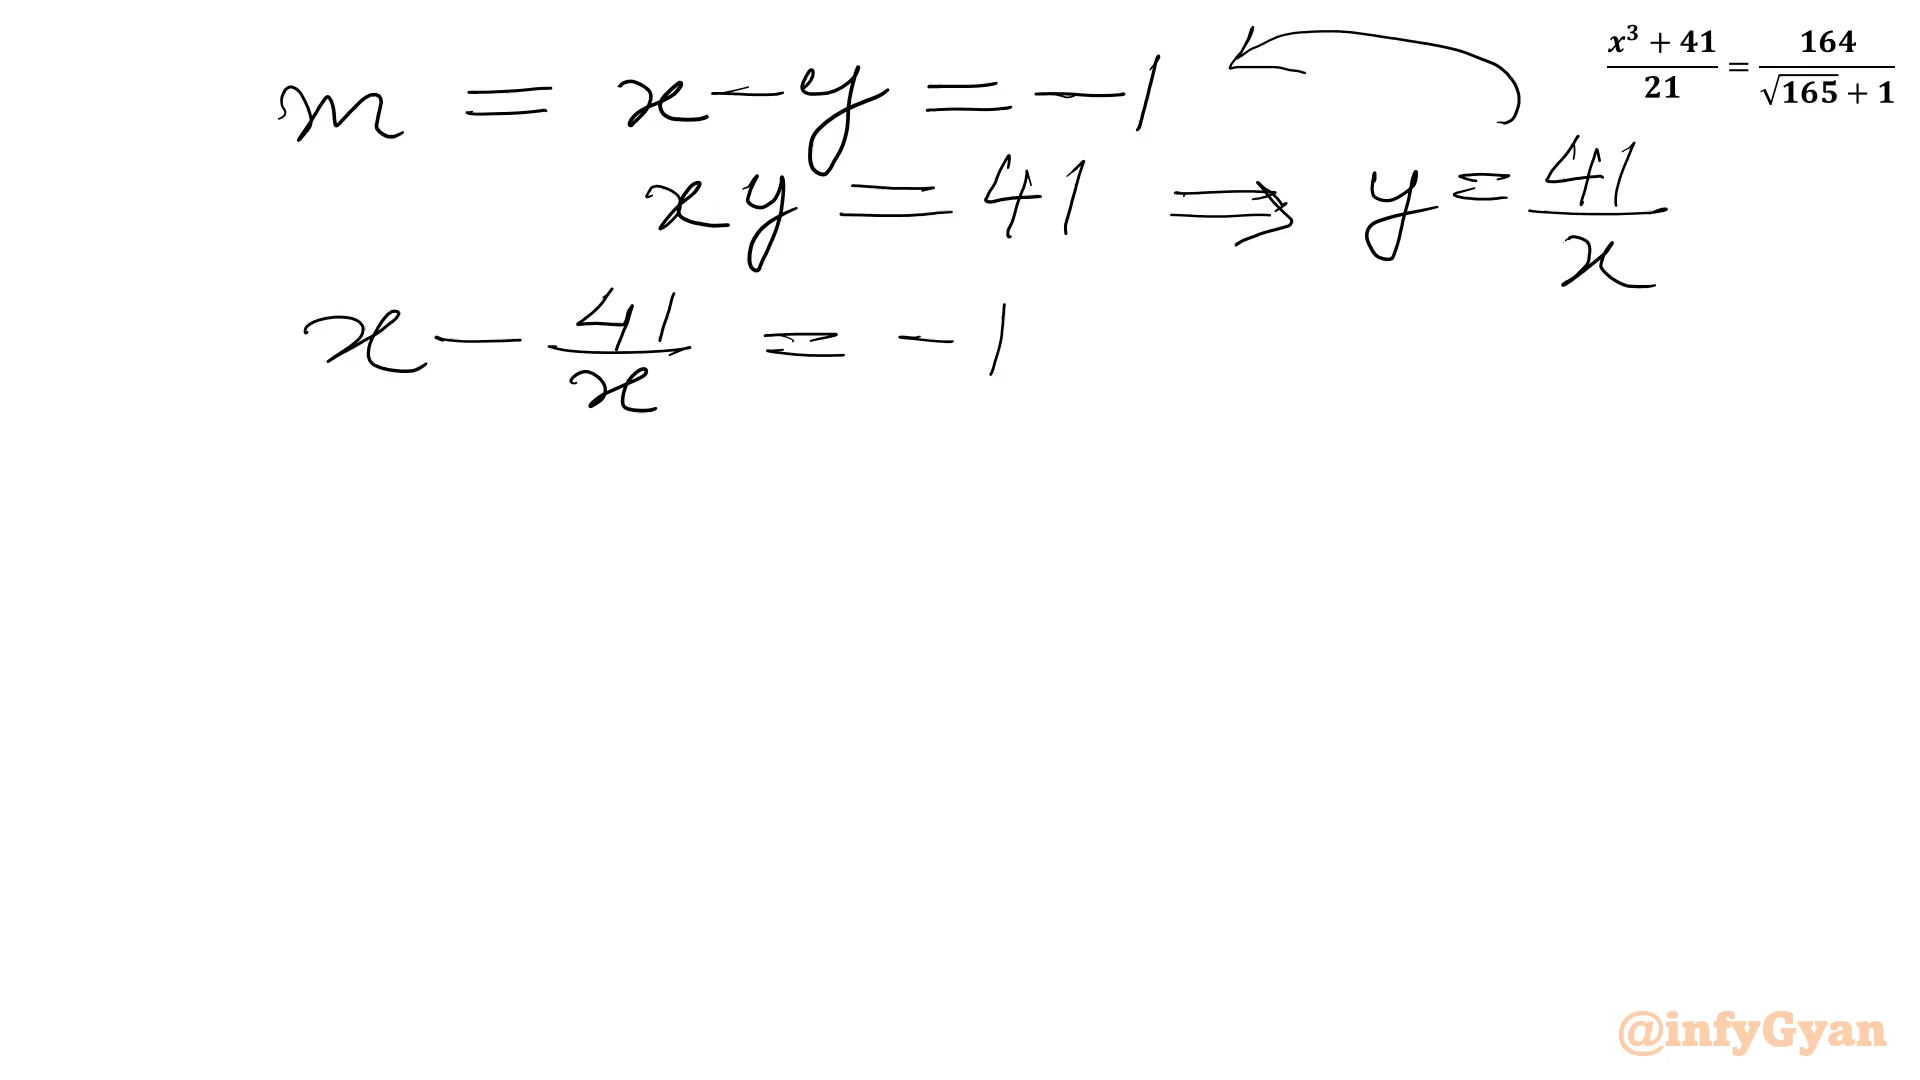 m = x - y = -1
x³ + 41 / 21 = 164 / √165 + 1
xy = 41 ⇒ y = 41/x
x - 41/x = -1
@infyGyan